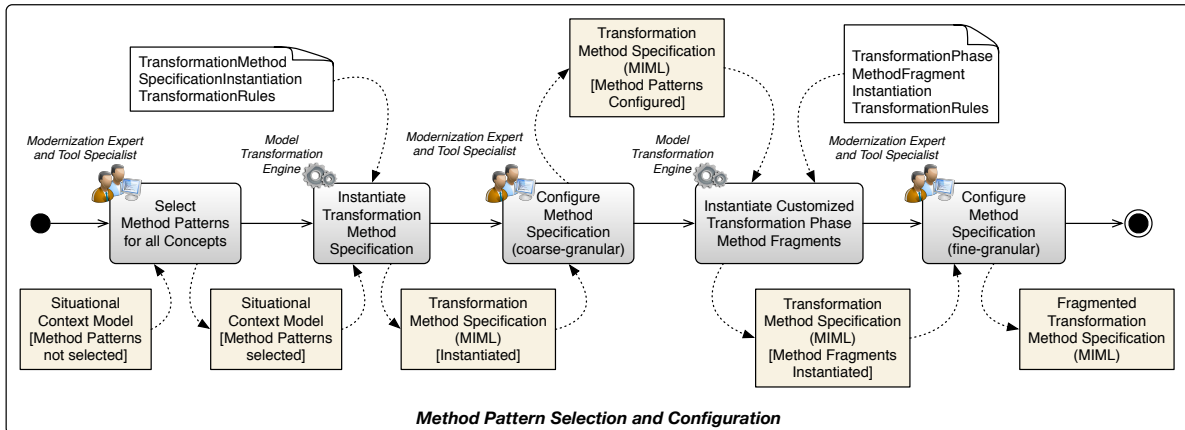 TransformationMethod
SpecificationInstantiation
TransformationRules
Transformation
Method Specification
(MIML)
[Method Patterns
Configured]
TransformationPhase
MethodFragment
Instantiation
TransformationRules
Modernization Expert
and Tool Specialist
Model
Transformation
Engine
Modernization Expert
and Tool Specialist
Model
Transformation
Engine
Modernization Expert
and Tool Specialist
Select
Method Patterns
for all Concepts
Instantiate
Transformation
Method
Specification
Configure
Method
Specification
(coarse-granular)
Instantiate Customized
Transformation Phase
Method Fragments
Configure
Method
Specification
(fine-granular)
Situational
Context Model
[Method Patterns
not selected]
Situational
Context Model
[Method Patterns
selected]
Transformation
Method Specification
(MIML)
[Instantiated]
Transformation
Method Specification
(MIML)
[Method Fragments
Instantiated]
Fragmented
Transformation
Method Specification
(MIML)
Method Pattern Selection and Configuration